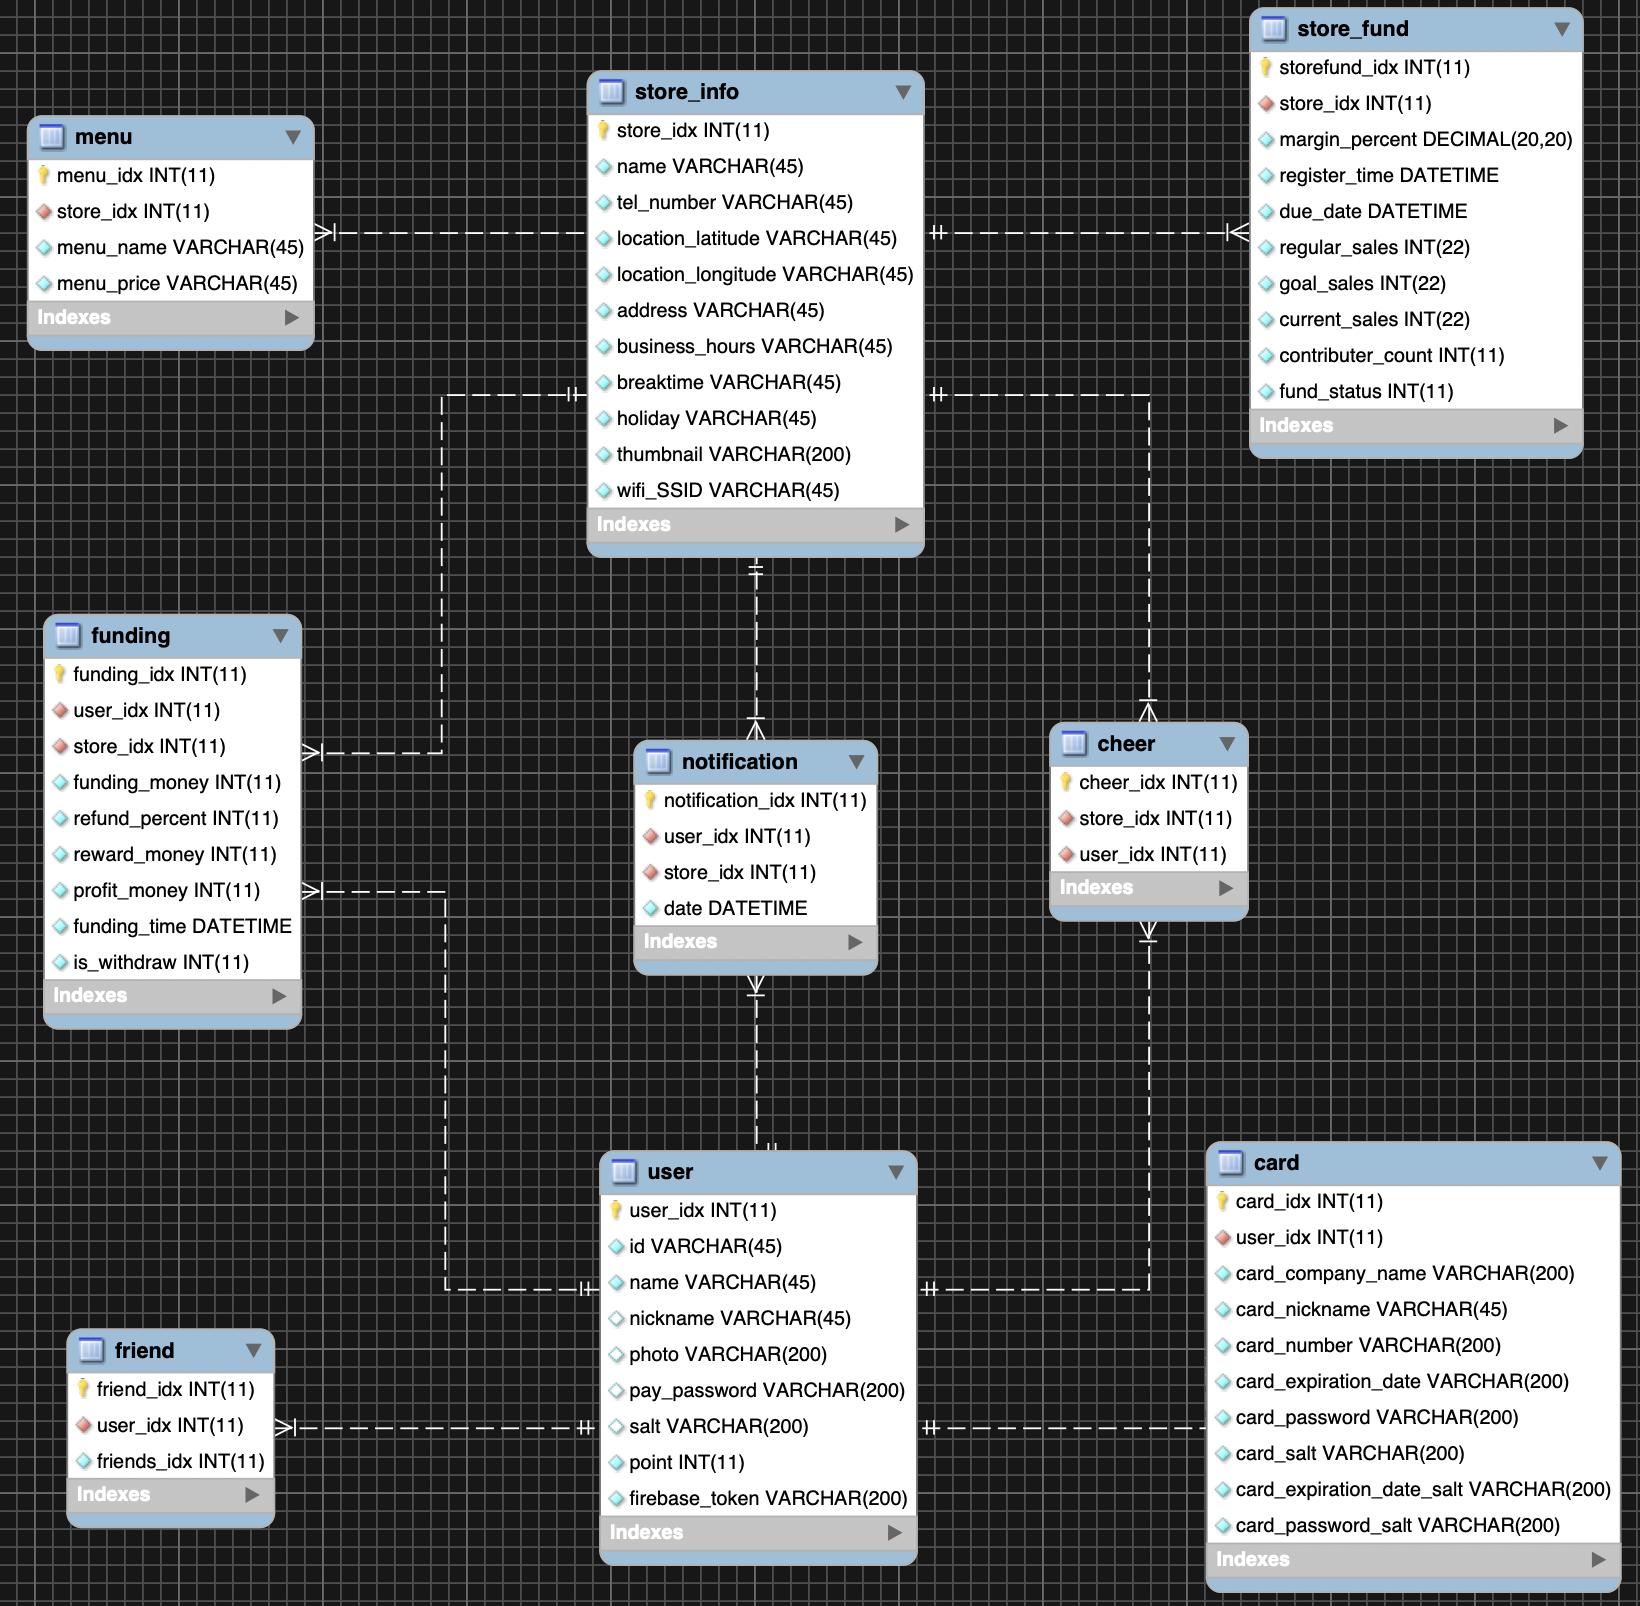 menu
menu_idx INT(11)
store_idx INT(11)
menu_name VARCHAR(45)
menu_price VARCHAR(45)
Indexes
store_info
store_idx INT(11)
name VARCHAR(45)
tel_number VARCHAR(45)
location_latitude VARCHAR(45)
location_longitude VARCHAR(45)
address VARCHAR(45)
business_hours VARCHAR(45)
breaktime VARCHAR(45)
holiday VARCHAR(45)
thumbnail VARCHAR(200)
wifi_SSID VARCHAR(45)
Indexes
store_fund
storefund_idx INT(11)
store_idx INT(11)
margin_percent DECIMAL(20,20)
register_time DATETIME
due_date DATETIME
regular_sales INT(22)
goal_sales INT(22)
current_sales INT(22)
contributer_count INT(11)
fund_status INT(11)
Indexes
funding
funding_idx INT(11)
user_idx INT(11)
store_idx INT(11)
funding_money INT(11)
refund_percent INT(11)
reward_money INT(11)
profit_money INT(11)
funding_time DATETIME
is_withdraw INT(11)
Indexes
notification
notification_idx INT(11)
user_idx INT(11)
store_idx INT(11)
date DATETIME
Indexes
cheer
cheer_idx INT(11)
store_idx INT(11)
user_idx INT(11)
Indexes
friend
friend_idx INT(11)
user_idx INT(11)
friends_idx INT(11)
Indexes
user
user_idx INT(11)
id VARCHAR(45)
name VARCHAR(45)
nickname VARCHAR(45)
photo VARCHAR(200)
pay_password VARCHAR(200)
salt VARCHAR(200)
point INT(11)
firebase_token VARCHAR(200)
Indexes
card
card_idx INT(11)
user_idx INT(11)
card_company_name VARCHAR(200)
card_nickname VARCHAR(45)
card_number VARCHAR(200)
card_expiration_date VARCHAR(200)
card_password VARCHAR(200)
card_salt VARCHAR(200)
card_expiration_date_salt VARCHAR(200)
card_password_salt VARCHAR(200)
Indexes